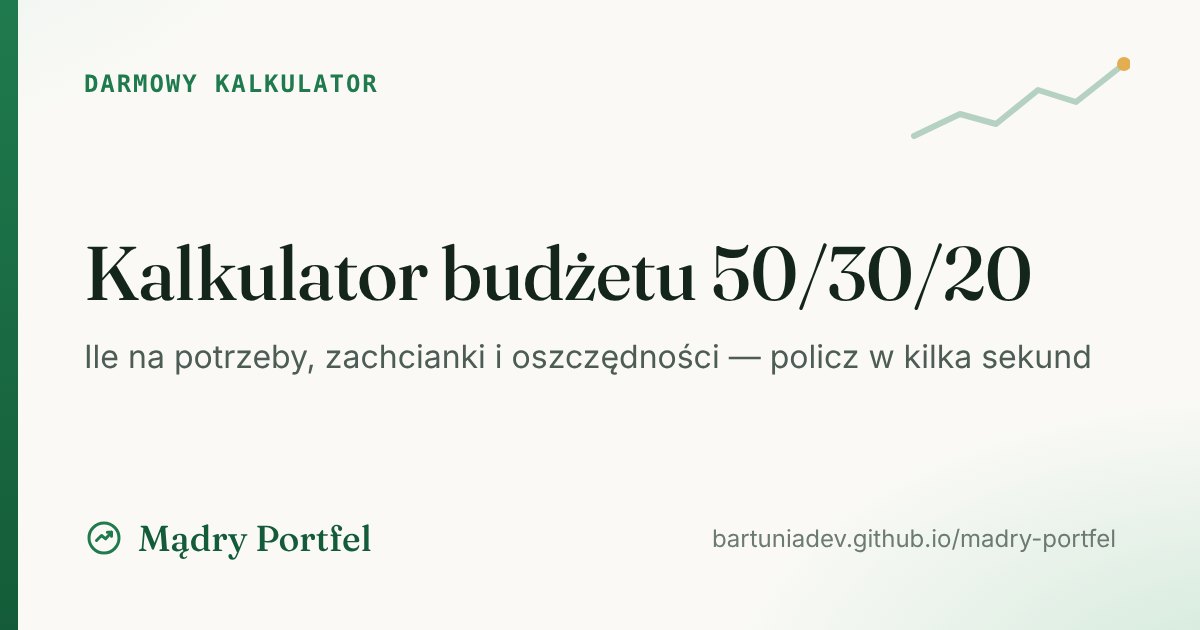 DARMOWY KALKULATOR
Kalkulator budżetu 50/30/20
Ile na potrzeby, zachcianki i oszczędności — policz w kilka sekund
Mądry Portfel
bartuniadev.github.io/madry-portfel